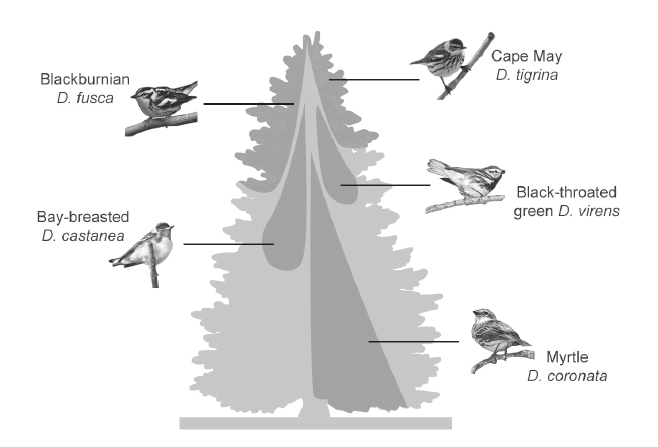 Cape May
D. tigrina
Blackburnian
D. fusca
Black-throated
green D. virens
Bay-breasted
D. castanea
Myrtle
D. coronata